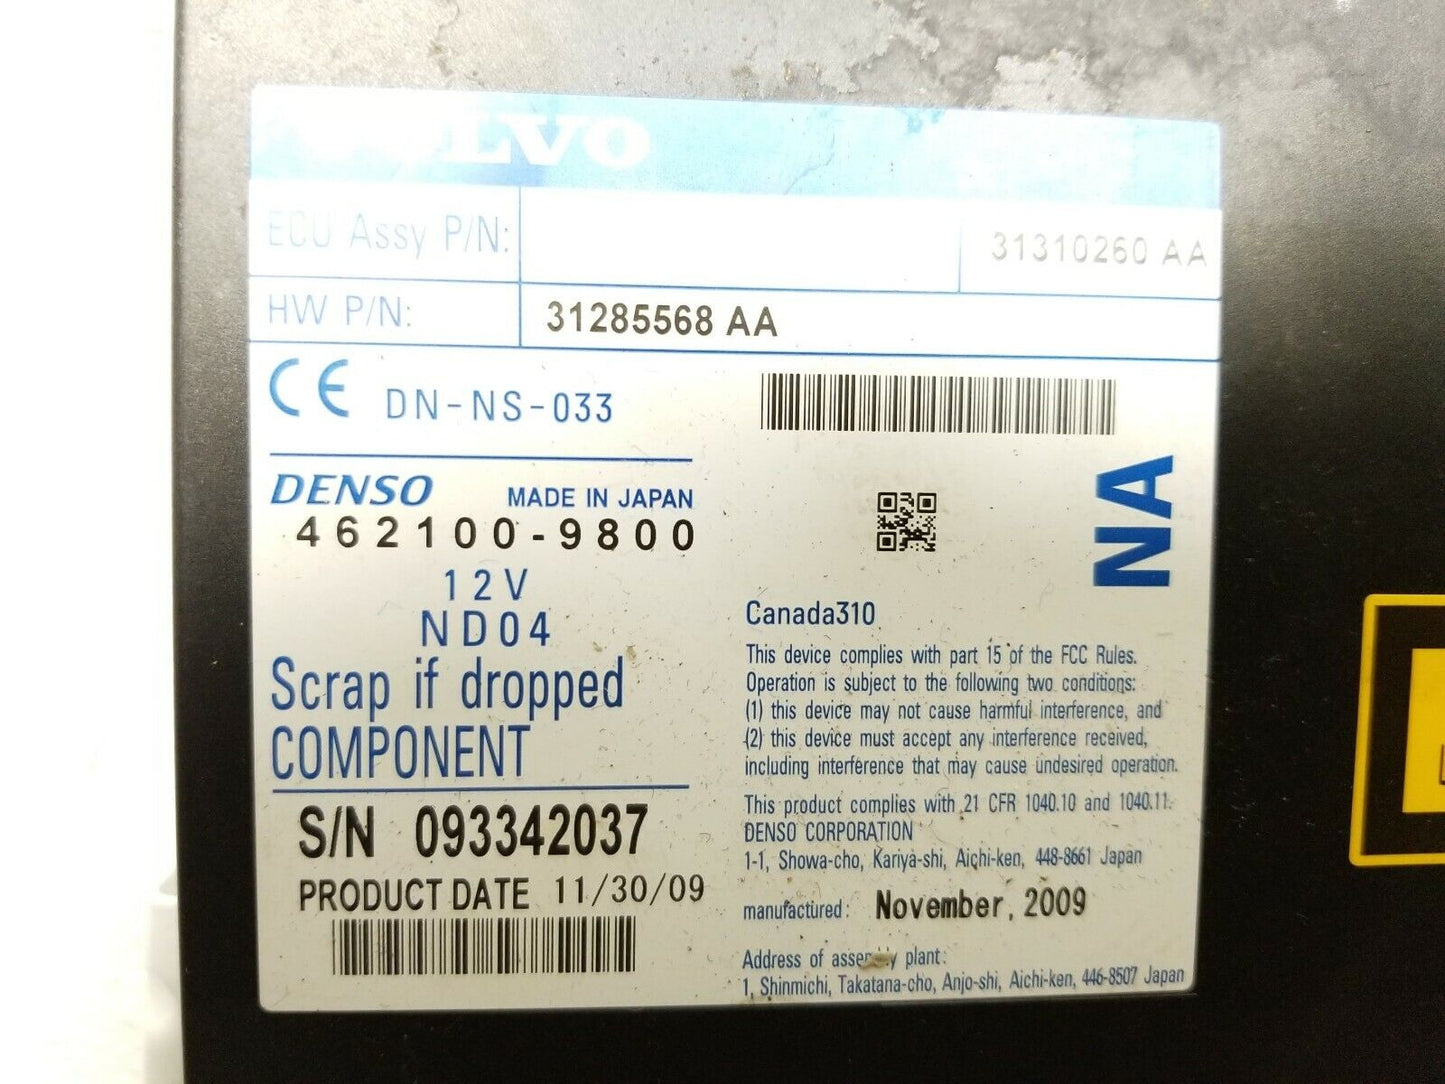 VOLVO
ECU Assy P/N: 31310260 AA
HW P/N: 31285568 AA
CE DN-NS-033
DENSO MADE IN JAPAN
462100-9800
12V
ND04
Scrap if dropped
COMPONENT
S/N 093342037
PRODUCT DATE 11/30/09
NA
Canada310
This device complies with part 15 of the FCC Rules.
Operation is subject to the following two conditions:
(1) this device may not cause harmful interference, and
(2) this device must accept any interference received,
including interference that may cause undesired operation.
This product complies with 21 CFR 1040.10 and 1040.11.
DENSO CORPORATION
1-1, Showa-cho, Kariya-shi, Aichi-ken, 448-8661 Japan
manufactured: November, 2009
Address of assembly plant:
1, Shinmichi, Takatana-cho, Anjo-shi, Aichi-ken, 446-8507 Japan